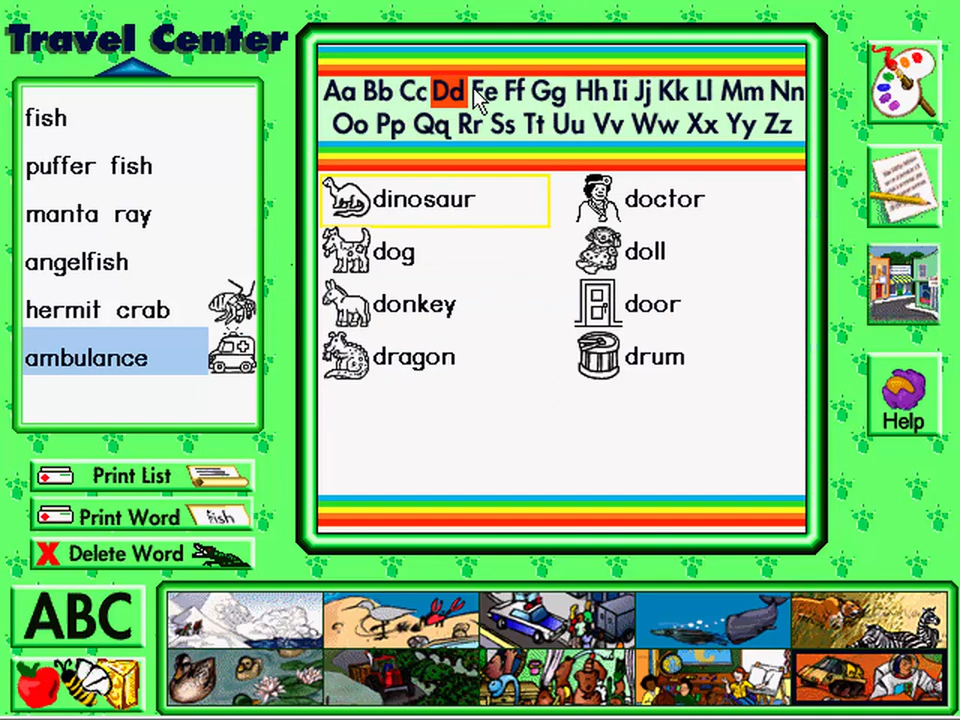 Travel Center
fish
puffer fish
manta ray
angelfish
hermit crab
ambulance
Print List
Print Word fish
Delete Word
ABC
Aa Bb Cc Dd Ee Ff Gg Hh Ii Jj Kk Ll Mm Nn
Oo Pp Qq Rr Ss Tt Uu Vv Ww Xx Yy Zz
dinosaur doctor
dog doll
donkey door
dragon drum
Help